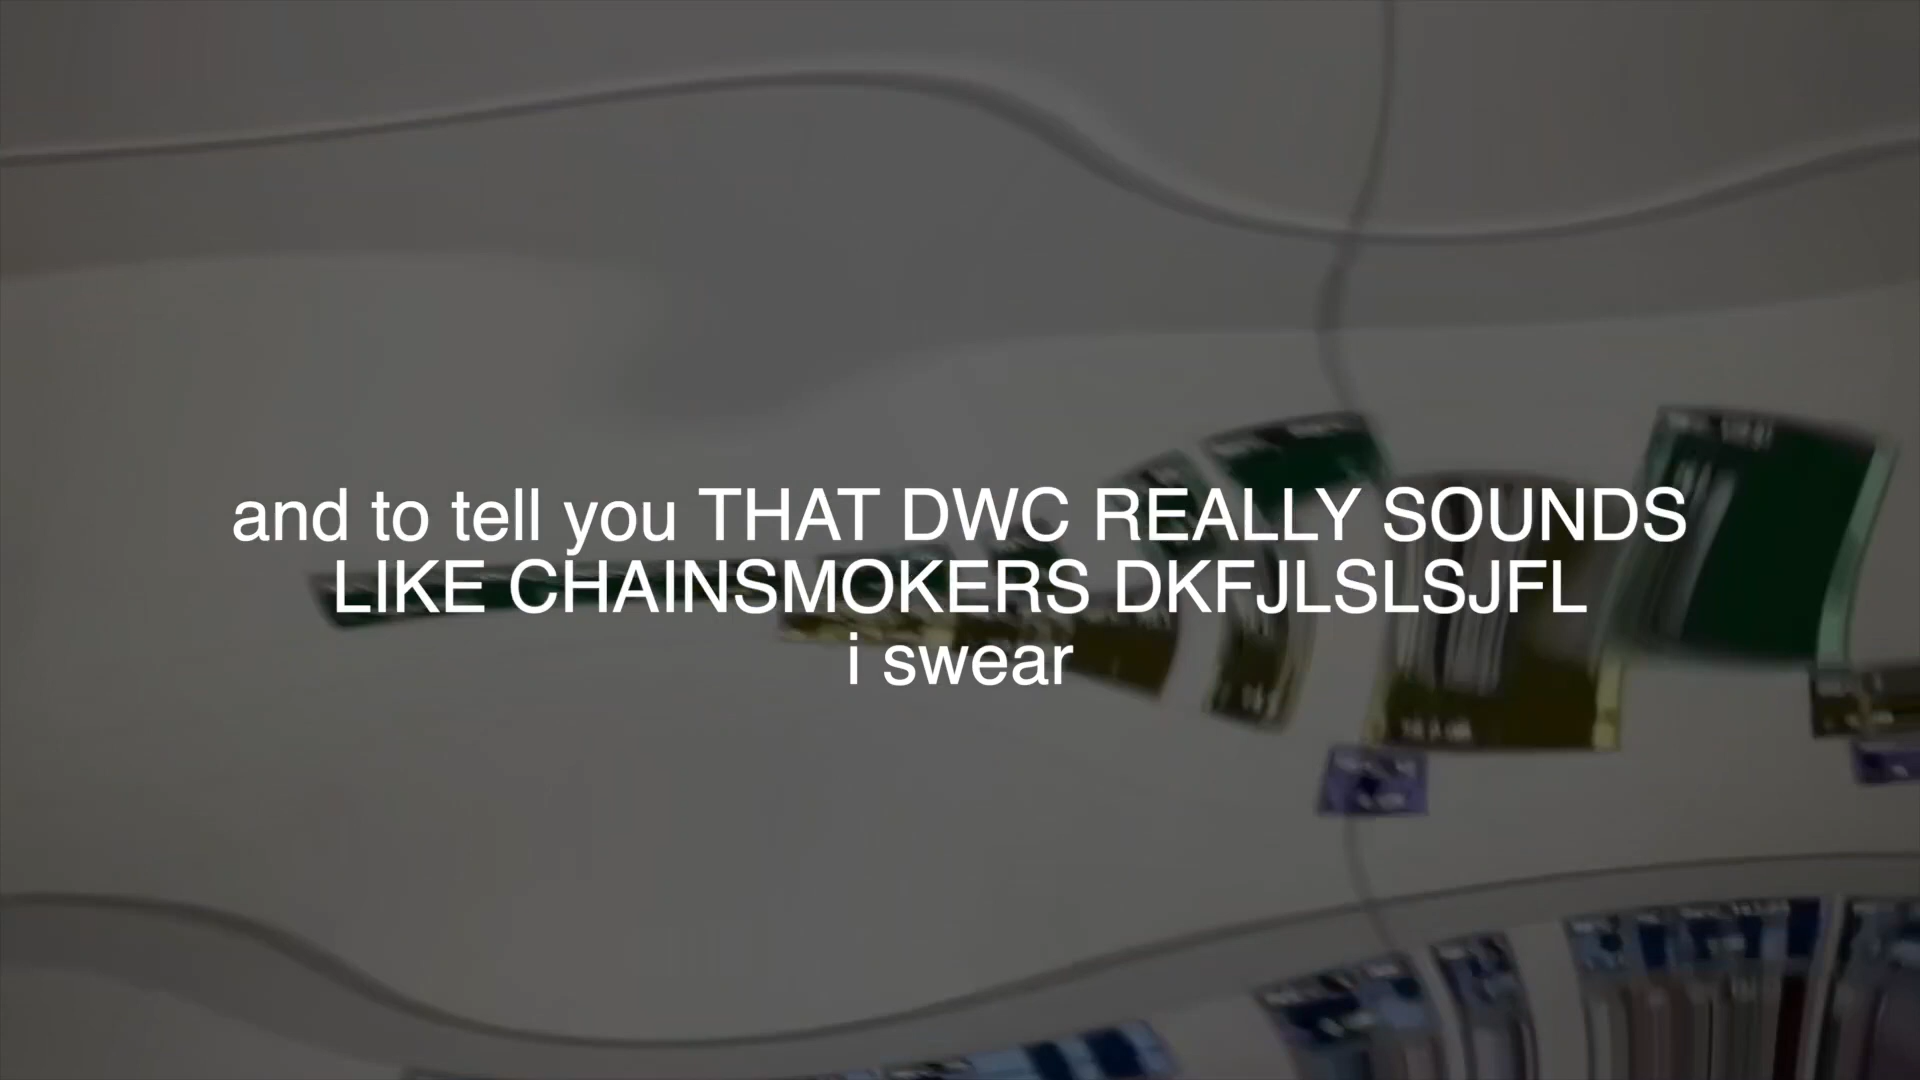 and to tell you THAT DWC REALLY SOUNDS
LIKE CHAINSMOKERS DKFJLSLSJFL
i swear